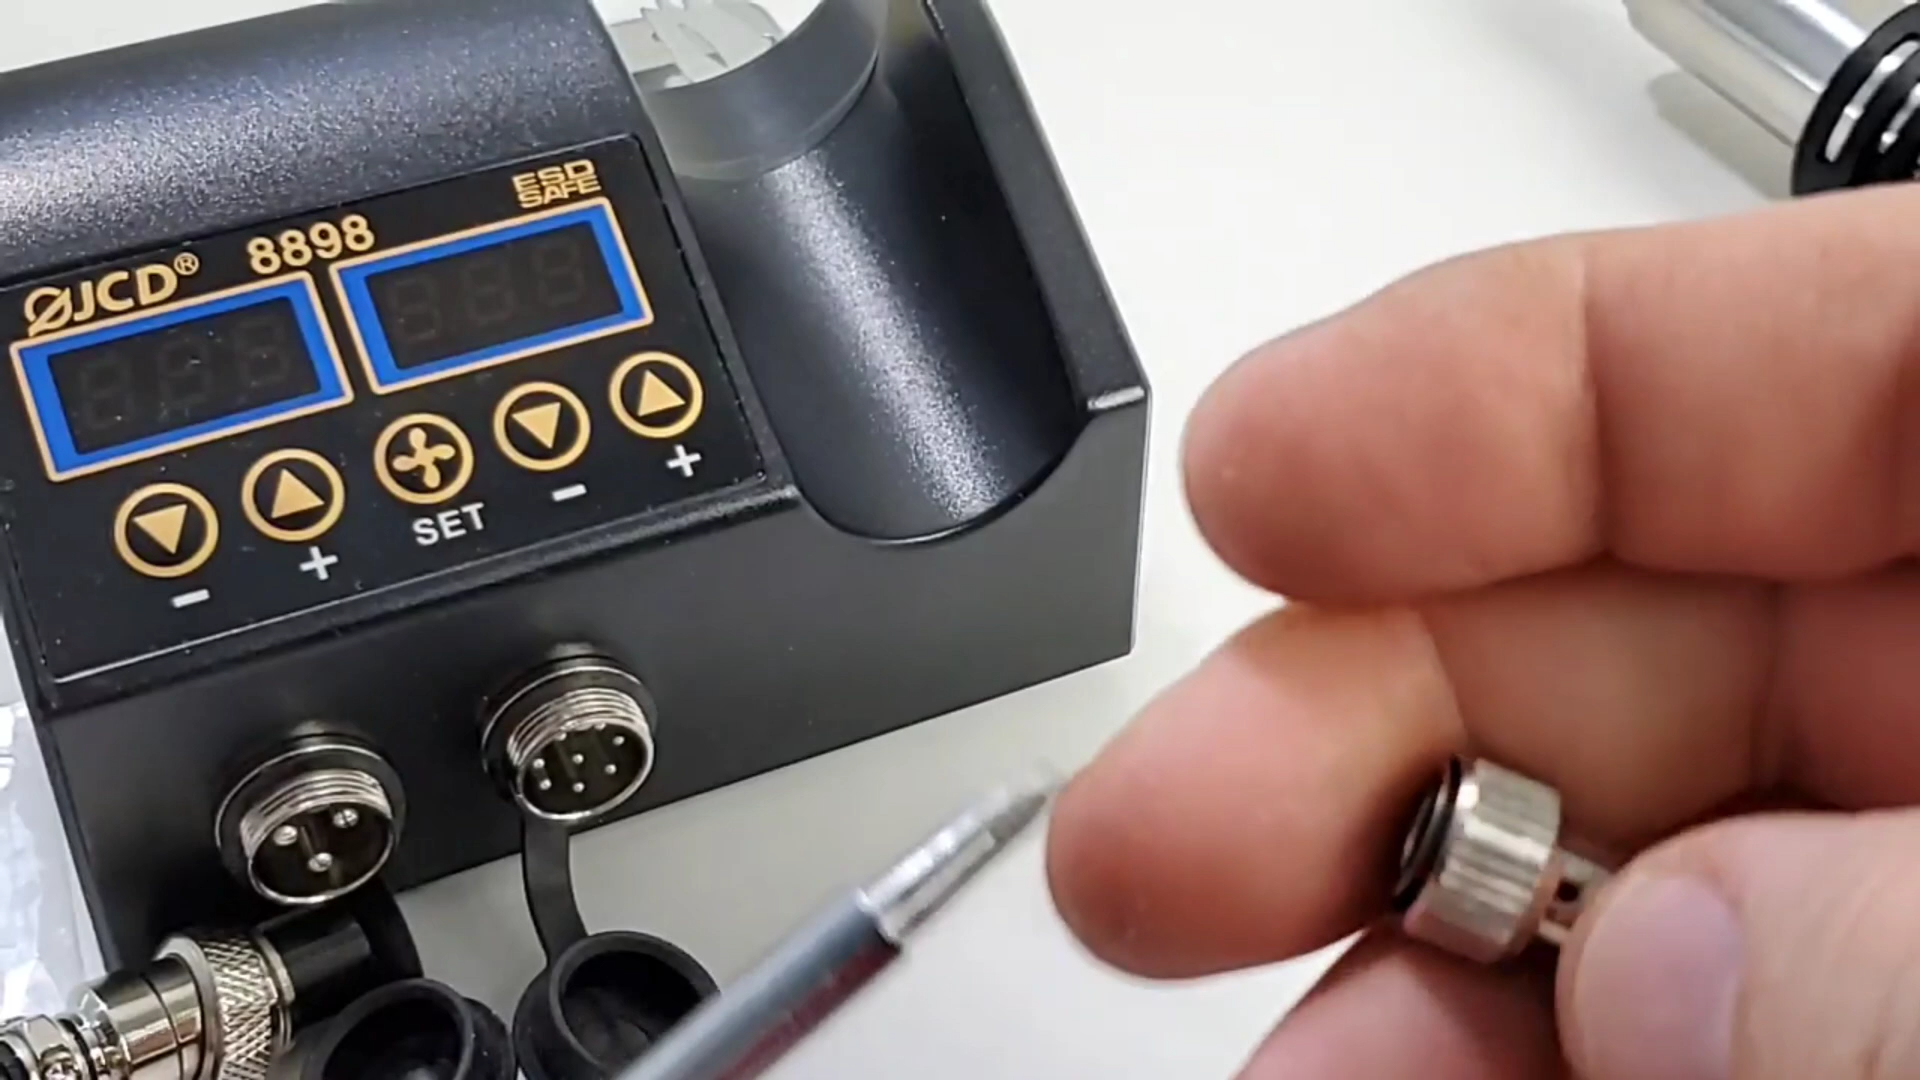 ESD
SAFE
JCD® 8898
SET
- + - +